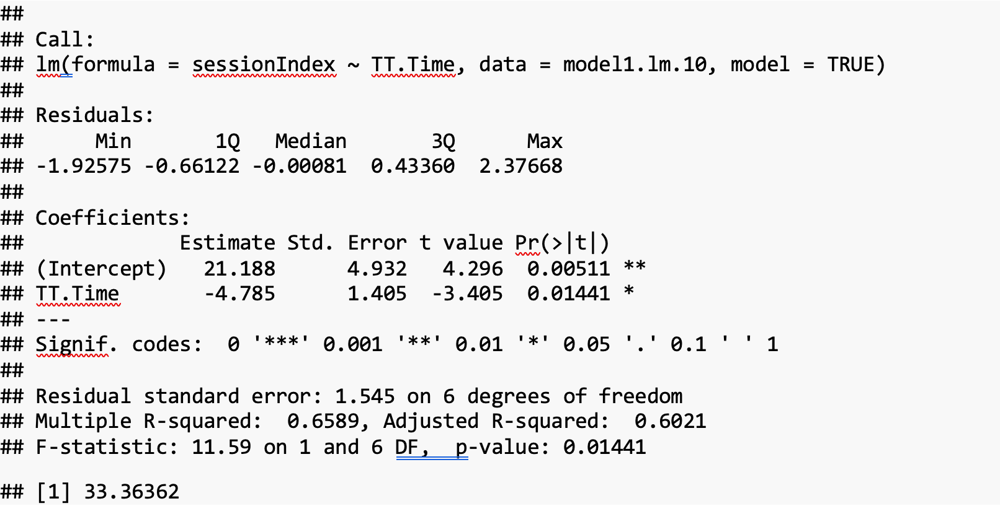 ##
## Call:
## lm(formula = sessionIndex ~ TT.Time, data = model1.lm.10, model = TRUE)
##
## Residuals:
##      Min       1Q   Median       3Q      Max
## -1.92575 -0.66122 -0.00081  0.43360  2.37668
##
## Coefficients:
##             Estimate Std. Error t value Pr(>|t|)
## (Intercept)   21.188      4.932   4.296  0.00511 **
## TT.Time       -4.785      1.405  -3.405  0.01441 *
## ---
## Signif. codes:  0 '***' 0.001 '**' 0.01 '*' 0.05 '.' 0.1 ' ' 1
##
## Residual standard error: 1.545 on 6 degrees of freedom
## Multiple R-squared:  0.6589, Adjusted R-squared:  0.6021
## F-statistic: 11.59 on 1 and 6 DF,  p-value: 0.01441
## [1] 33.36362